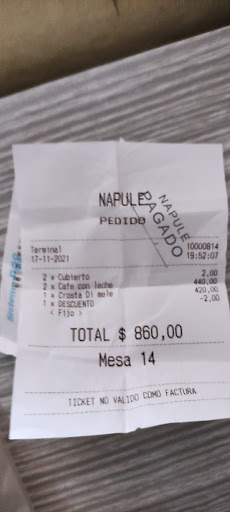 NAPULE
PEDIDO
NAPULE
PAGADO
Terminal 10000614
17-11-2021 19:52:07
2 x Cubierto 2,00
2 x Cafe con leche 440,00
1 x Crosta Di mele 420,00
1 x DESCUENTO -2,00
< Fijo >
TOTAL $ 860,00
Mesa 14
TICKET NO VALIDO COMO FACTURA